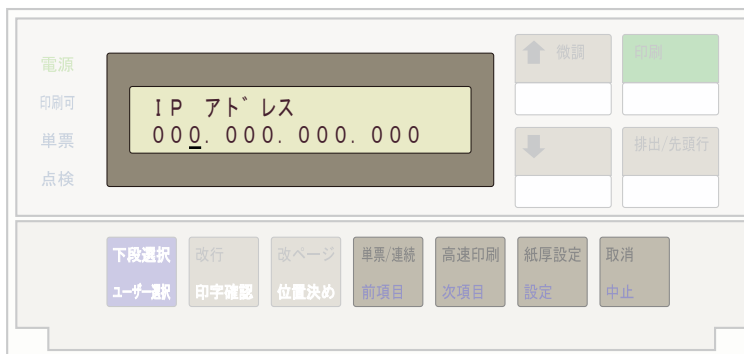 電源
印刷可
単票
点検
IP アドレス
000.000.000.000
微調
印刷
排出/先頭行
下段選択
改行
改ページ
単票/連続
高速印刷
紙厚設定
取消
ユーザー選択
印字確認
位置決め
前項目
次項目
設定
中止